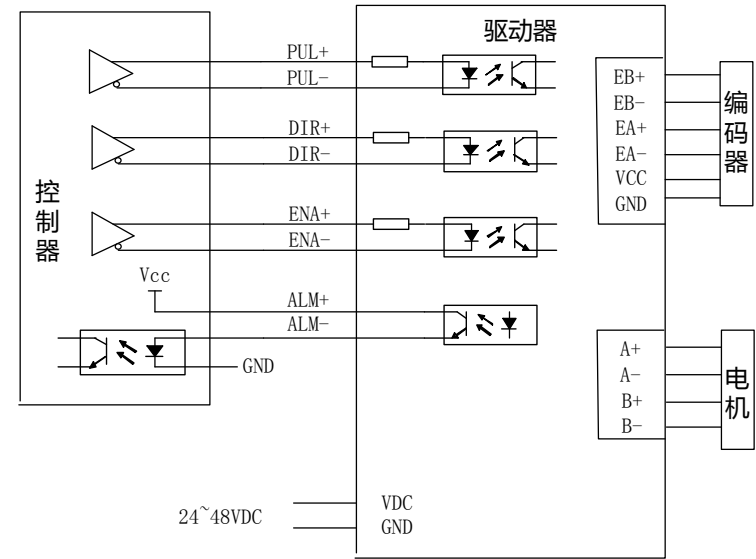 驱动器
PUL+
PUL-
DIR+
DIR-
ENA+
ENA-
控制器
Vcc
ALM+
ALM-
GND
EB+
EB-
EA+
EA-
VCC
GND
编码器
A+
A-
B+
B-
电机
24~48VDC
VDC
GND